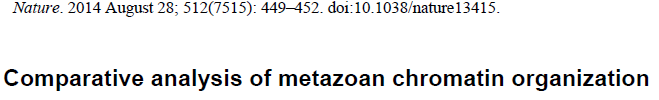 Nature. 2014 August 28; 512(7515): 449–452. doi:10.1038/nature13415.
Comparative analysis of metazoan chromatin organization